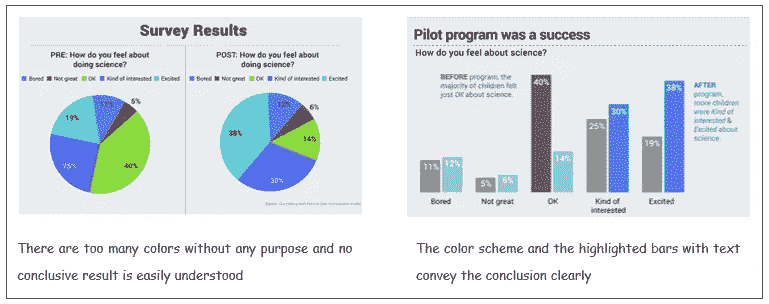 Survey Results
PRE: How do you feel about
doing science?
Bored Not great OK Kind of interested Excited
11%
5%
19%
25%
40%
POST: How do you feel about
doing science?
Bored Not great OK Kind of interested Excited
12%
6%
38%
14%
30%
There are too many colors without any purpose and no
conclusive result is easily understood
Pilot program was a success
How do you feel about science?
BEFORE program, the
majority of children felt
just OK about science.
40%
38%
AFTER
program,
more children
were Kind of
interested &
Excited about
science.
30%
25%
19%
14%
11% 12%
5% 6%
Bored Not great OK Kind of
interested Excited
The color scheme and the highlighted bars with text
convey the conclusion clearly